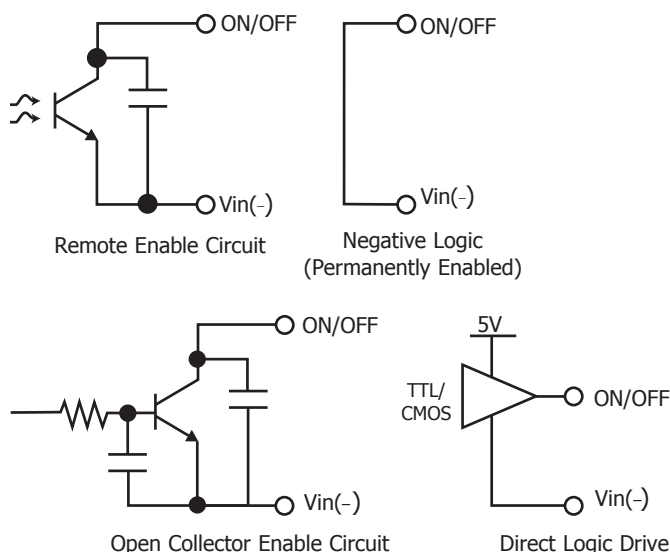 ON/OFF
Vin(–)
Remote Enable Circuit
ON/OFF
Vin(–)
Negative Logic
(Permanently Enabled)
ON/OFF
Vin(–)
Open Collector Enable Circuit
5V
TTL/
CMOS
ON/OFF
Vin(–)
Direct Logic Drive